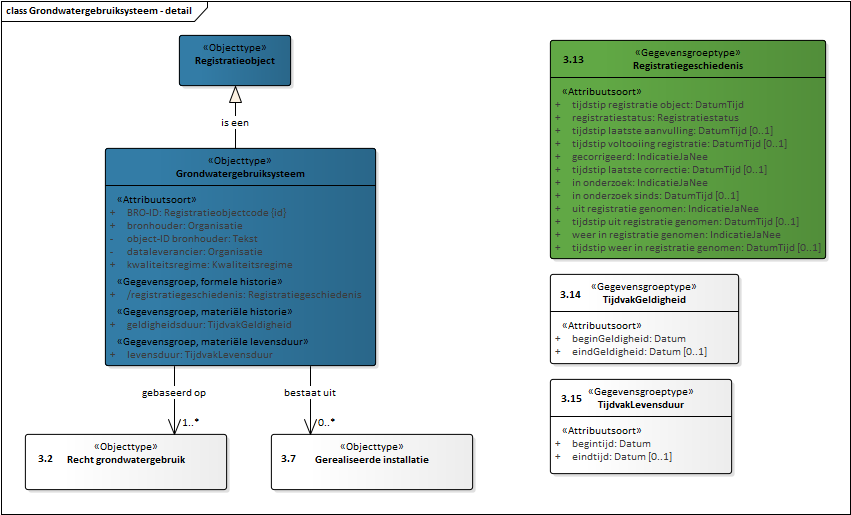 class Grondwatergebruiksysteem - detail
«Objecttype»
Registratieobject
is een
«Objecttype»
Grondwatergebruiksysteem
«Attribuutsoort»
+ BRO-ID: Registratieobjectcode {id}
+ bronhouder: Organisatie
- object-ID bronhouder: Tekst
- dataleverancier: Organisatie
+ kwaliteitsregime: Kwaliteitsregime
«Gegevensgroep, formele historie»
+ /registratiegeschiedenis: Registratiegeschiedenis
«Gegevensgroep, materiële historie»
+ geldigheidsduur: TijdvakGeldigheid
«Gegevensgroep, materiële levensduur»
+ levensduur: TijdvakLevensduur
gebaseerd op
1..*
bestaat uit
0..*
«Objecttype»
3.2 Recht grondwatergebruik
«Objecttype»
3.7 Gerealiseerde installatie
«Gegevensgroeptype»
3.13 Registratiegeschiedenis
«Attribuutsoort»
+ tijdstip registratie object: DatumTijd
+ registratiestatus: Registratiestatus
+ tijdstip laatste aanvulling: DatumTijd [0..1]
+ tijdstip voltooiing registratie: DatumTijd [0..1]
+ gecorrigeerd: IndicatieJaNee
+ tijdstip laatste correctie: DatumTijd [0..1]
+ in onderzoek: IndicatieJaNee
+ in onderzoek sinds: DatumTijd [0..1]
+ uit registratie genomen: IndicatieJaNee
+ tijdstip uit registratie genomen: DatumTijd [0..1]
+ weer in registratie genomen: IndicatieJaNee
+ tijdstip weer in registratie genomen: DatumTijd [0..1]
«Gegevensgroeptype»
3.14 TijdvakGeldigheid
«Attribuutsoort»
+ beginGeldigheid: Datum
+ eindGeldigheid: Datum [0..1]
«Gegevensgroeptype»
3.15 TijdvakLevensduur
«Attribuutsoort»
+ begintijd: Datum
+ eindtijd: Datum [0..1]